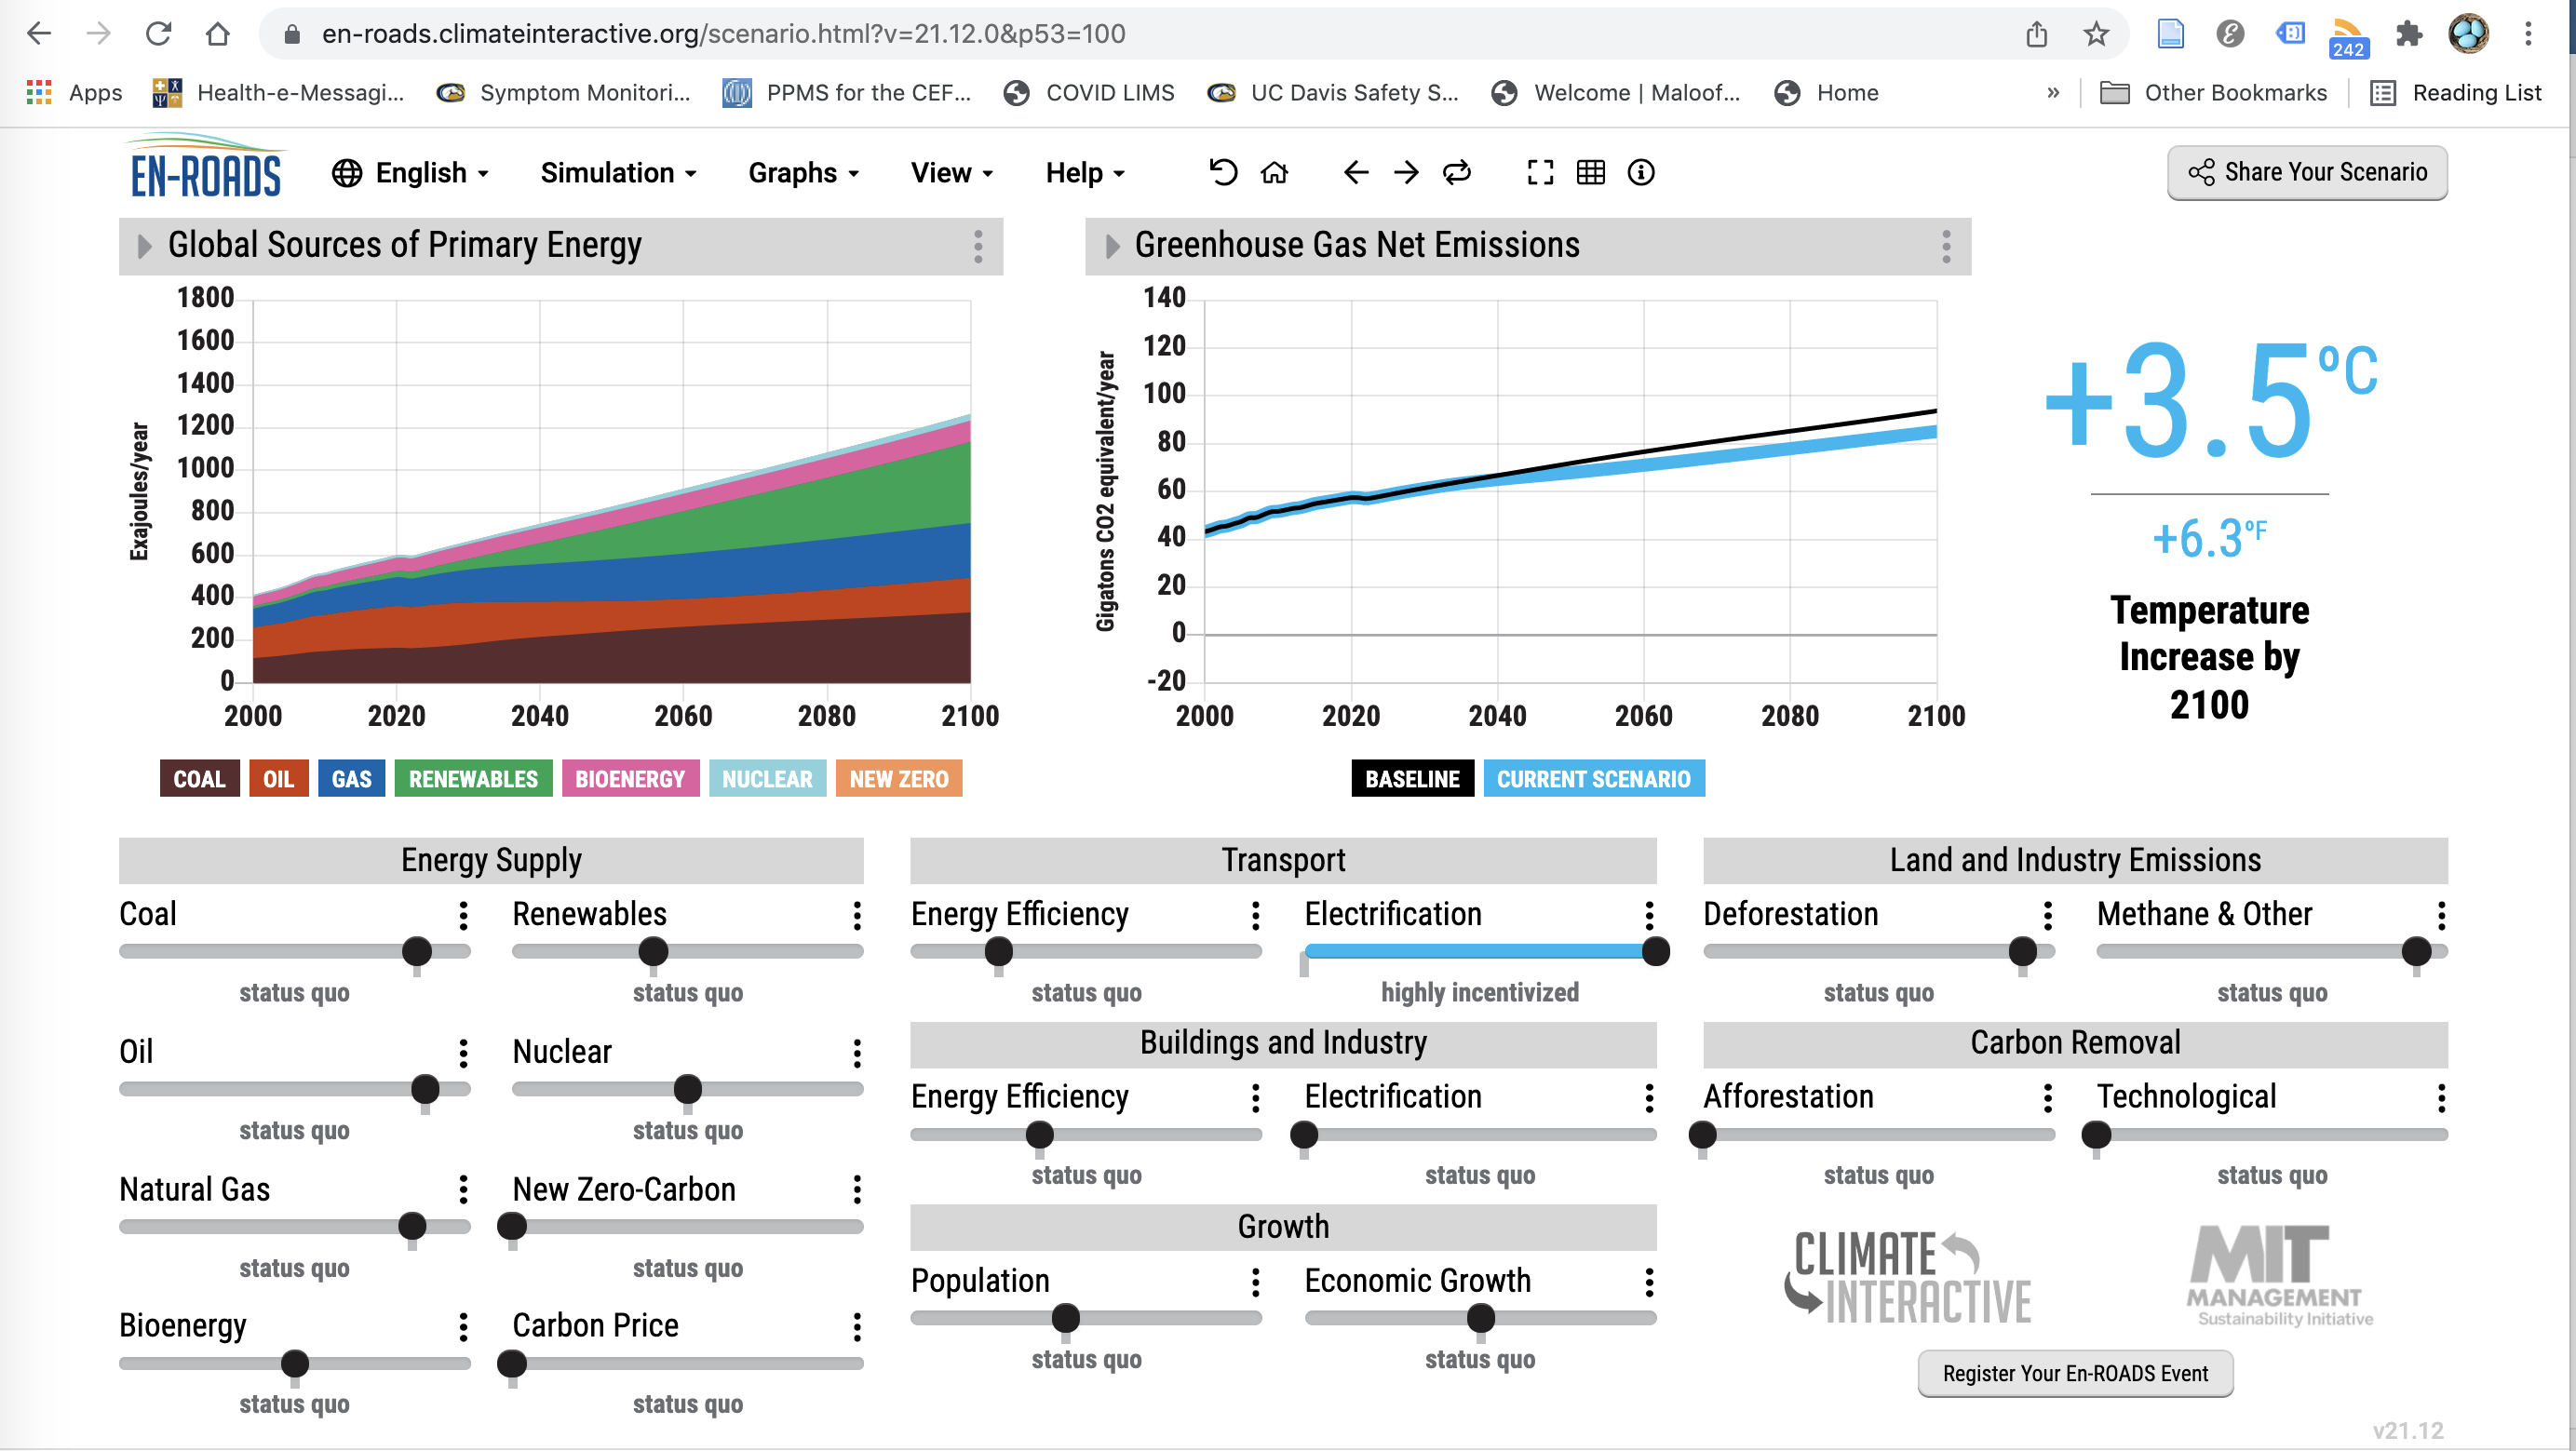 en-roads.climateinteractive.org/scenario.html?v=21.12.0&p53=100
242
Apps
Health-e-Messagi...
Symptom Monitori...
PPMS for the CEF...
COVID LIMS
UC Davis Safety S...
Welcome | Maloof...
Home
»
Other Bookmarks
Reading List
EN-ROADS
English
Simulation
Graphs
View
Help
Share Your Scenario
Global Sources of Primary Energy
Exajoules/year
1800
1600
1400
1200
1000
800
600
400
200
0
2000 2020 2040 2060 2080 2100
COAL OIL GAS RENEWABLES BIOENERGY NUCLEAR NEW ZERO
Greenhouse Gas Net Emissions
Gigatons CO2 equivalent/year
140
120
100
80
60
40
20
0
-20
2000 2020 2040 2060 2080 2100
BASELINE CURRENT SCENARIO
+3.5°C
+6.3°F
Temperature
Increase by
2100
Energy Supply
Coal
status quo
Renewables
status quo
Oil
status quo
Nuclear
status quo
Natural Gas
status quo
New Zero-Carbon
status quo
Bioenergy
status quo
Carbon Price
status quo
Transport
Energy Efficiency
status quo
Electrification
highly incentivized
Buildings and Industry
Energy Efficiency
status quo
Electrification
status quo
Growth
Population
status quo
Economic Growth
status quo
Land and Industry Emissions
Deforestation
status quo
Methane & Other
status quo
Carbon Removal
Afforestation
status quo
Technological
status quo
CLIMATE
INTERACTIVE
MIT
MANAGEMENT
Sustainability Initiative
Register Your En-ROADS Event
v21.12